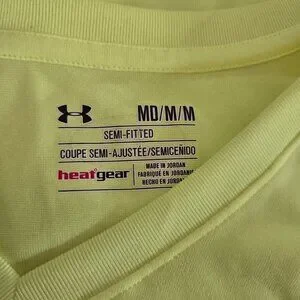 MD/M/M
SEMI-FITTED
COUPE SEMI-AJUSTÉE/SEMICEÑIDO
heatgear
MADE IN JORDAN
FABRIQUÉ EN JORDANIE
HECHO EN JORDANIA